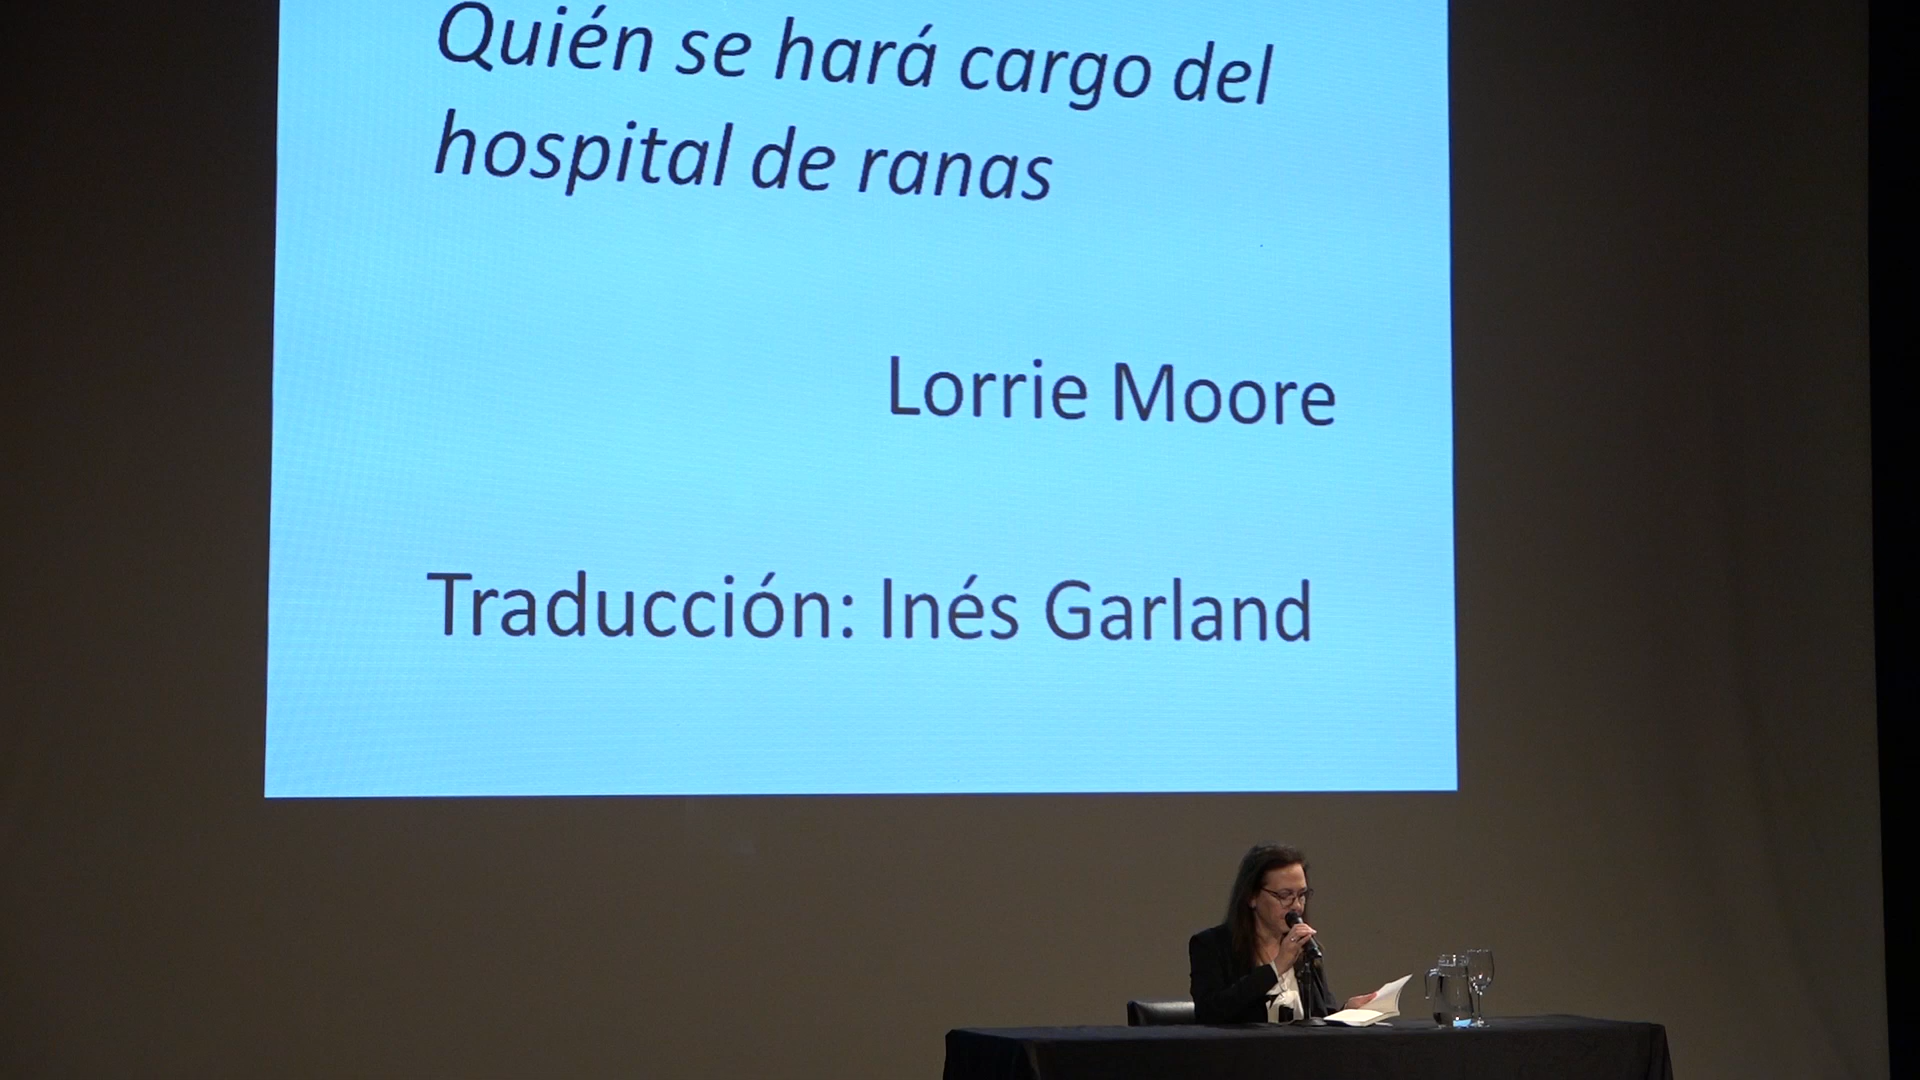 Quién se hará cargo del
hospital de ranas
Lorrie Moore
Traducción: Inés Garland